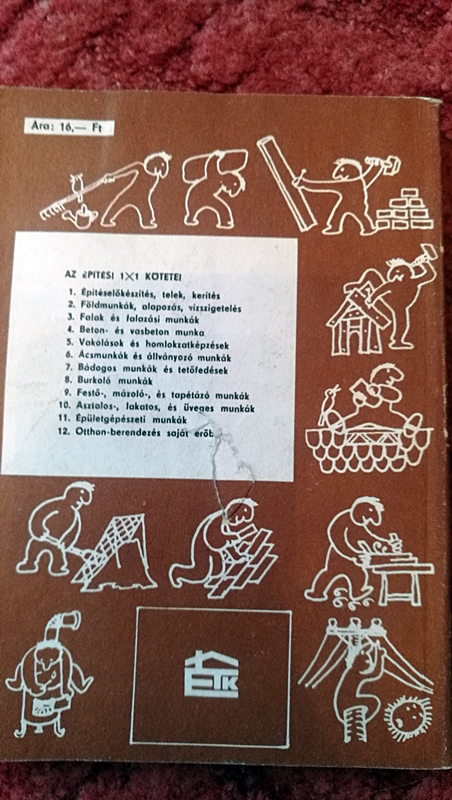 Ára: 16,— Ft
AZ ÉPÍTÉSI 1×1 KÖTETEI
1. Építéselőkészítés, telek, kerítés
2. Földmunkák, alapozás, vízszigetelés
3. Falak és falazási munkák
4. Beton- és vasbeton munka
5. Vakolások és homlokzatképzések
6. Ácsmunkák és állványozó munkák
7. Bádogos munkák és tetőfedések
8. Burkoló munkák
9. Festő-, mázoló-, és tapétázó munkák
10. Asztalos-, lakatos, és üveges munkák
11. Épületgépészeti munkák
12. Otthon-berendezés saját erőb
ÉTK